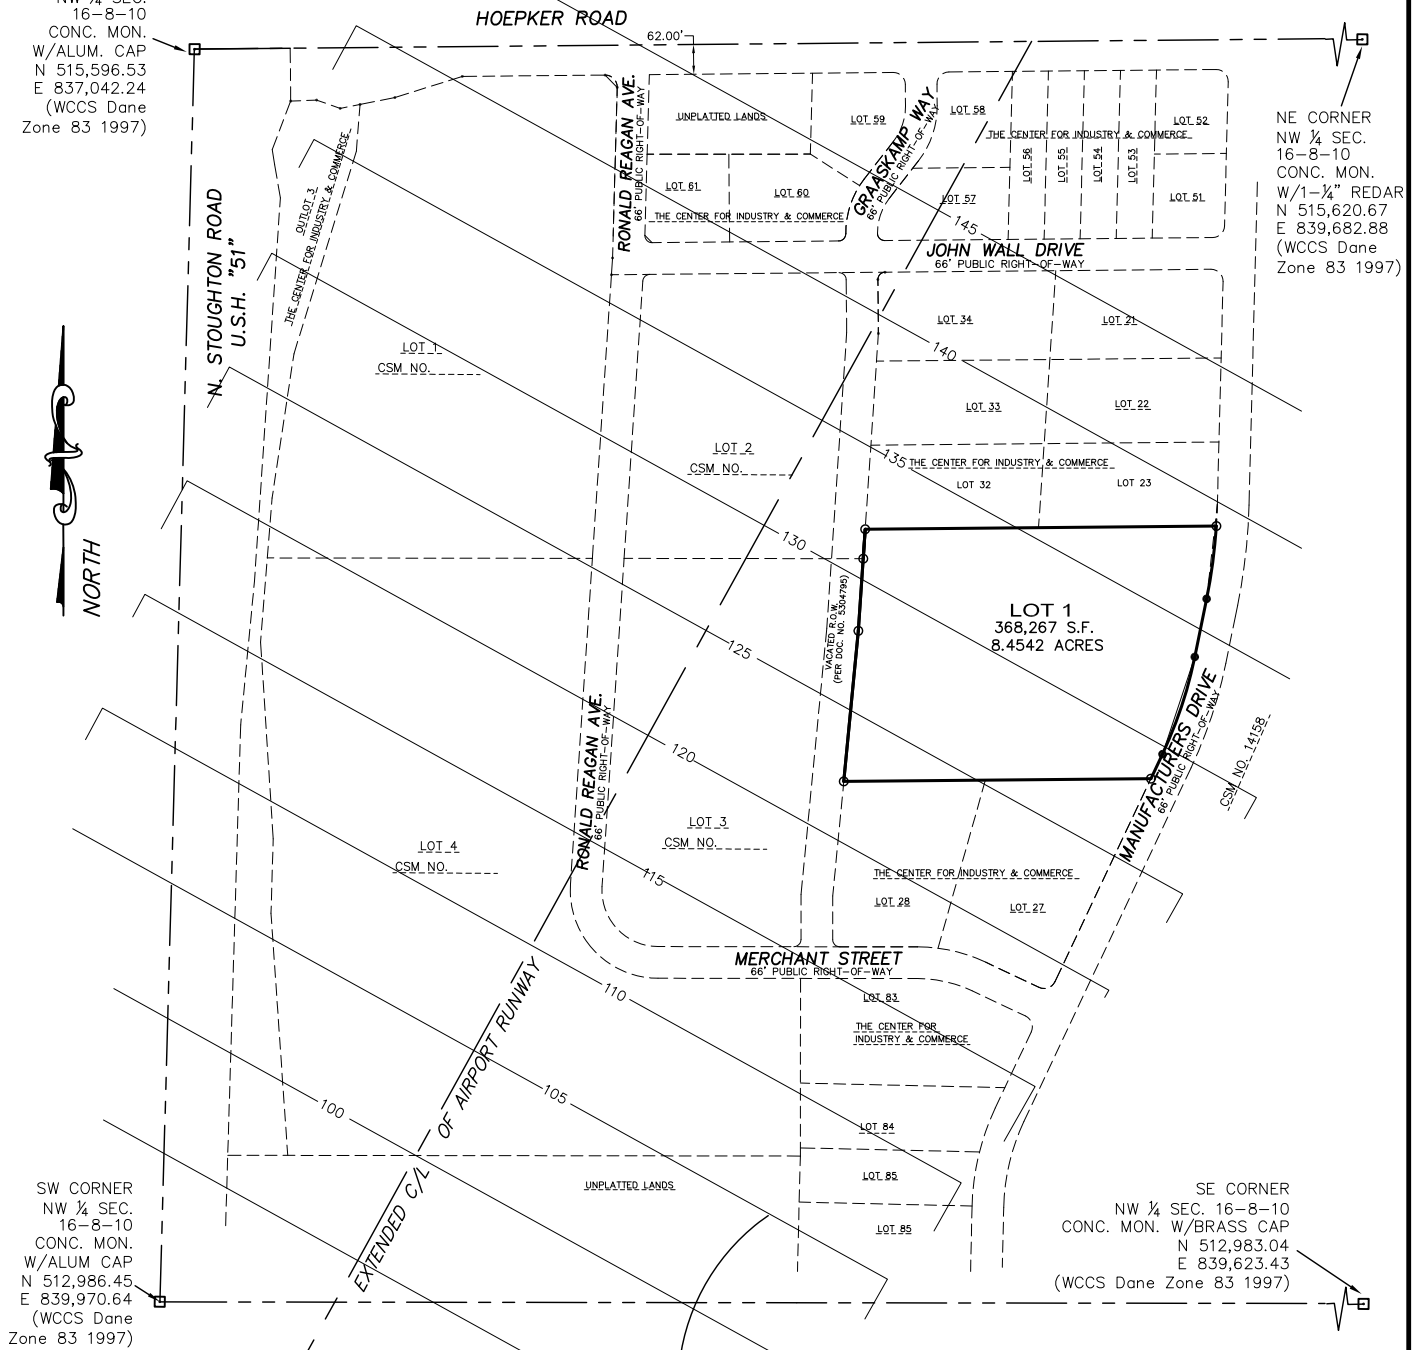 NW ¼ SEC.
16-8-10
CONC. MON.
W/ALUM. CAP
N 515,596.53
E 837,042.24
(WCCS Dane
Zone 83 1997)
HOEPKER ROAD
62.00'
NE CORNER
NW ¼ SEC.
16-8-10
CONC. MON.
W/1-¼" REDAR
N 515,620.67
E 839,682.88
(WCCS Dane
Zone 83 1997)
N. STOUGHTON ROAD
U.S.H. "51"
OUTLOT 3
THE CENTER FOR INDUSTRY & COMMERCE
RONALD REAGAN AVE.
66' PUBLIC RIGHT-OF-WAY
UNPLATTED LANDS
LOT 59
LOT 61
LOT 60
THE CENTER FOR INDUSTRY & COMMERCE
GRAASKAMP WAY
66' PUBLIC RIGHT-OF-WAY
LOT 58
THE CENTER FOR INDUSTRY & COMMERCE
LOT 52
LOT 56
LOT 55
LOT 54
LOT 53
LOT 57
LOT 51
145
JOHN WALL DRIVE
66' PUBLIC RIGHT-OF-WAY
LOT 34
LOT 21
140
LOT 33
LOT 22
135
THE CENTER FOR INDUSTRY & COMMERCE
LOT 32
LOT 23
LOT 1
CSM NO.
LOT 2
CSM NO.
NORTH
130
VACATED R.O.W.
(PER DOC. NO. 5304795)
LOT 1
368,267 S.F.
8.4542 ACRES
125
120
RONALD REAGAN AVE.
66' PUBLIC RIGHT-OF-WAY
MANUFACTURERS DRIVE
66' PUBLIC RIGHT-OF-WAY
CSM NO. 14158
LOT 3
CSM NO.
LOT 4
CSM NO.
115
THE CENTER FOR INDUSTRY & COMMERCE
LOT 28
LOT 27
MERCHANT STREET
66' PUBLIC RIGHT-OF-WAY
110
LOT 83
THE CENTER FOR
INDUSTRY & COMMERCE
105
100
EXTENDED C/L OF AIRPORT RUNWAY
LOT 84
LOT 85
LOT 85
UNPLATTED LANDS
SW CORNER
NW ¼ SEC.
16-8-10
CONC. MON.
W/ALUM CAP
N 512,986.45
E 839,970.64
(WCCS Dane
Zone 83 1997)
SE CORNER
NW ¼ SEC. 16-8-10
CONC. MON. W/BRASS CAP
N 512,983.04
E 839,623.43
(WCCS Dane Zone 83 1997)